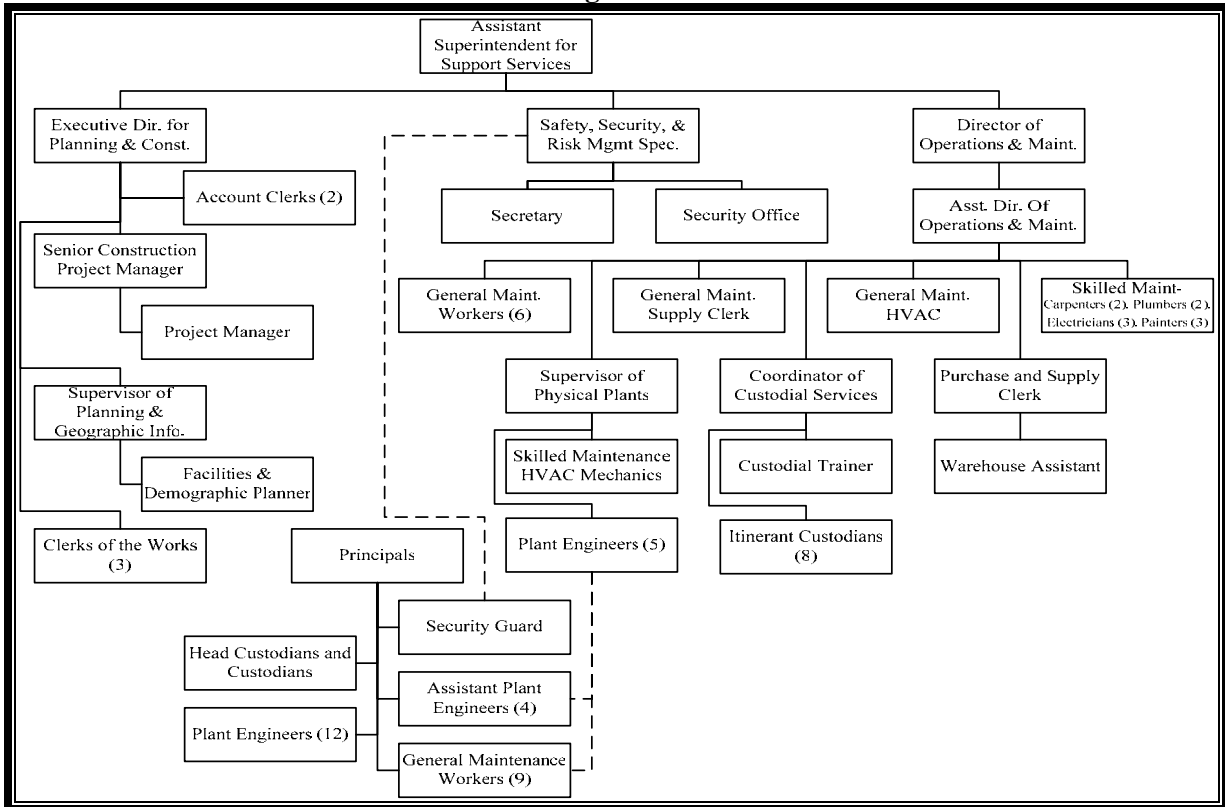 Assistant
Superintendent for
Support Services
Executive Dir. for
Planning & Const.
Safety, Security, &
Risk Mgmt Spec.
Director of
Operations & Maint.
Account Clerks (2)
Secretary
Security Office
Asst. Dir. Of
Operations & Maint.
Senior Construction
Project Manager
General Maint.
Workers (6)
General Maint.
Supply Clerk
General Maint.
HVAC
Skilled Maint-
Carpenters (2). Plumbers (2).
Electricians (3). Painters (3)
Project Manager
Supervisor of
Physical Plants
Coordinator of
Custodial Services
Purchase and Supply
Clerk
Supervisor of
Planning &
Geographic Info.
Skilled Maintenance
HVAC Mechanics
Custodial Trainer
Warehouse Assistant
Facilities &
Demographic Planner
Clerks of the Works
(3)
Principals
Plant Engineers (5)
Itinerant Custodians
(8)
Security Guard
Head Custodians and
Custodians
Assistant Plant
Engineers (4)
Plant Engineers (12)
General Maintenance
Workers (9)